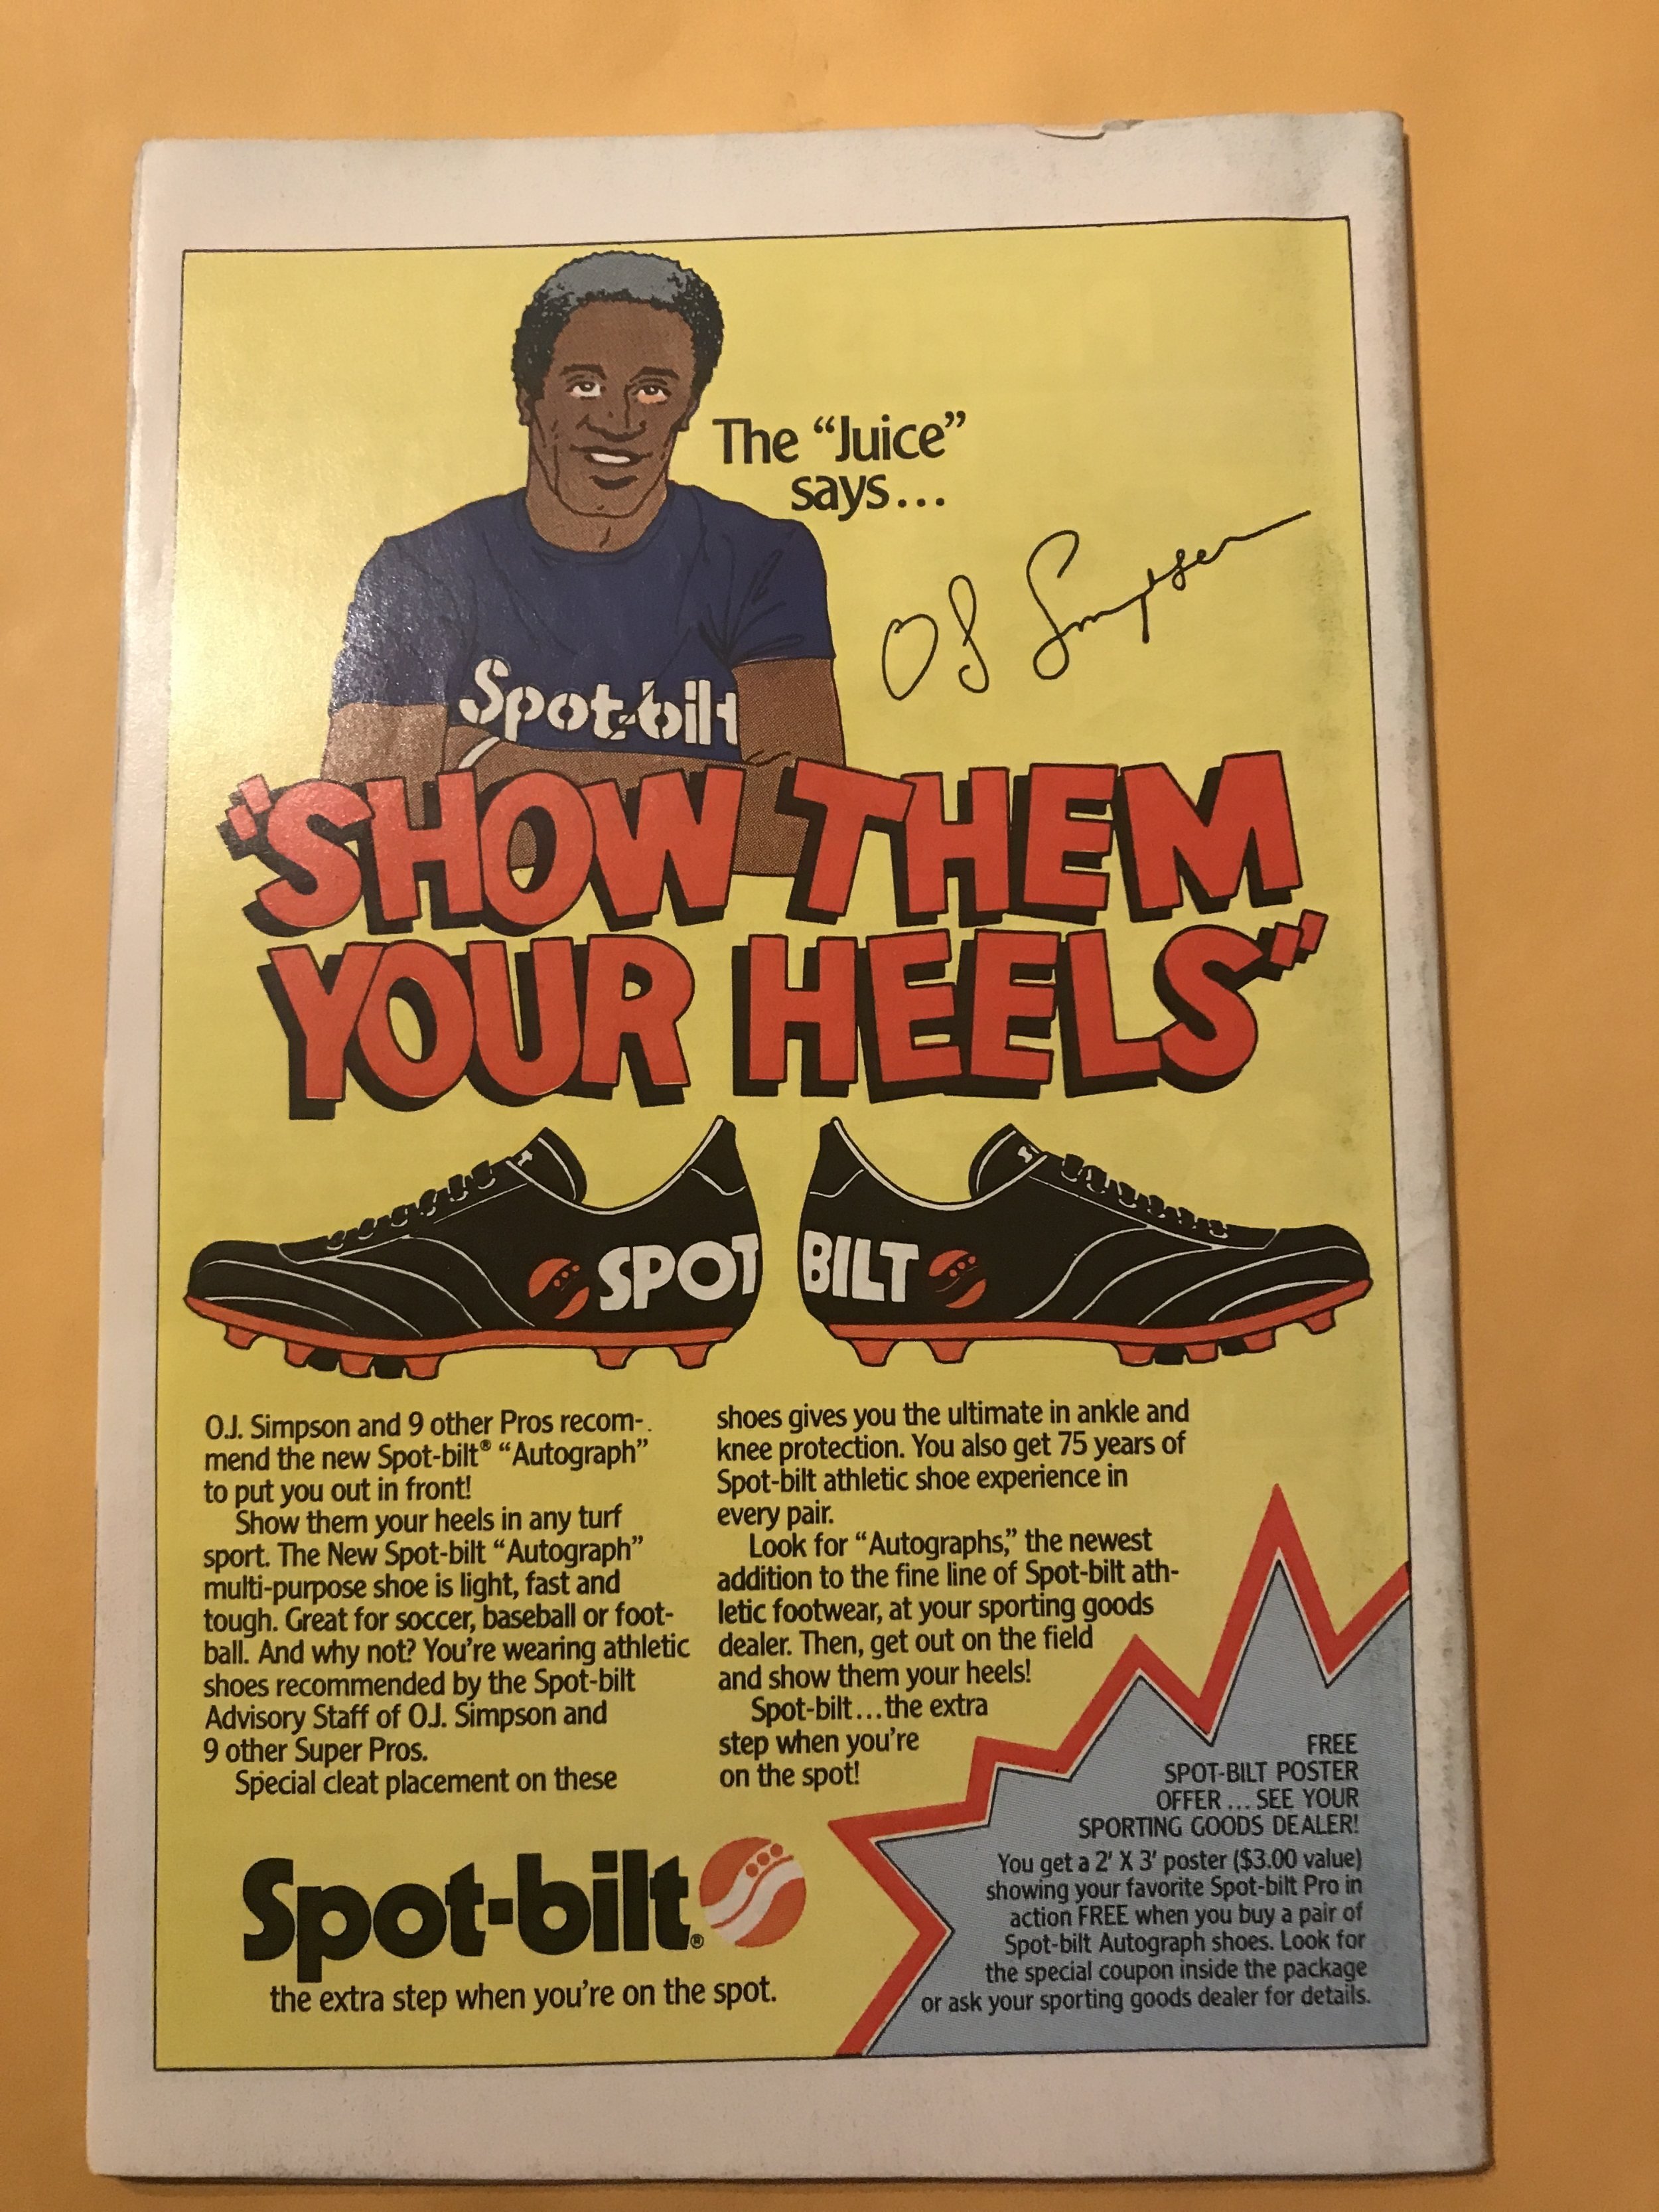 The “Juice”
says...
OJ Simpson
Spot-bilt
“SHOW THEM
YOUR HEELS”
SPOT BILT
O.J. Simpson and 9 other Pros recom-
mend the new Spot-bilt® “Autograph”
to put you out in front!
Show them your heels in any turf
sport. The New Spot-bilt “Autograph”
multi-purpose shoe is light, fast and
tough. Great for soccer, baseball or foot-
ball. And why not? You’re wearing athletic
shoes recommended by the Spot-bilt
Advisory Staff of O.J. Simpson and
9 other Super Pros.
Special cleat placement on these
shoes gives you the ultimate in ankle and
knee protection. You also get 75 years of
Spot-bilt athletic shoe experience in
every pair.
Look for “Autographs,” the newest
addition to the fine line of Spot-bilt ath-
letic footwear, at your sporting goods
dealer. Then, get out on the field
and show them your heels!
Spot-bilt...the extra
step when you’re
on the spot!
Spot-bilt®
the extra step when you’re on the spot.
FREE
SPOT-BILT POSTER
OFFER... SEE YOUR
SPORTING GOODS DEALER!
You get a 2' X 3' poster ($3.00 value)
showing your favorite Spot-bilt Pro in
action FREE when you buy a pair of
Spot-bilt Autograph shoes. Look for
the special coupon inside the package
or ask your sporting goods dealer for details.